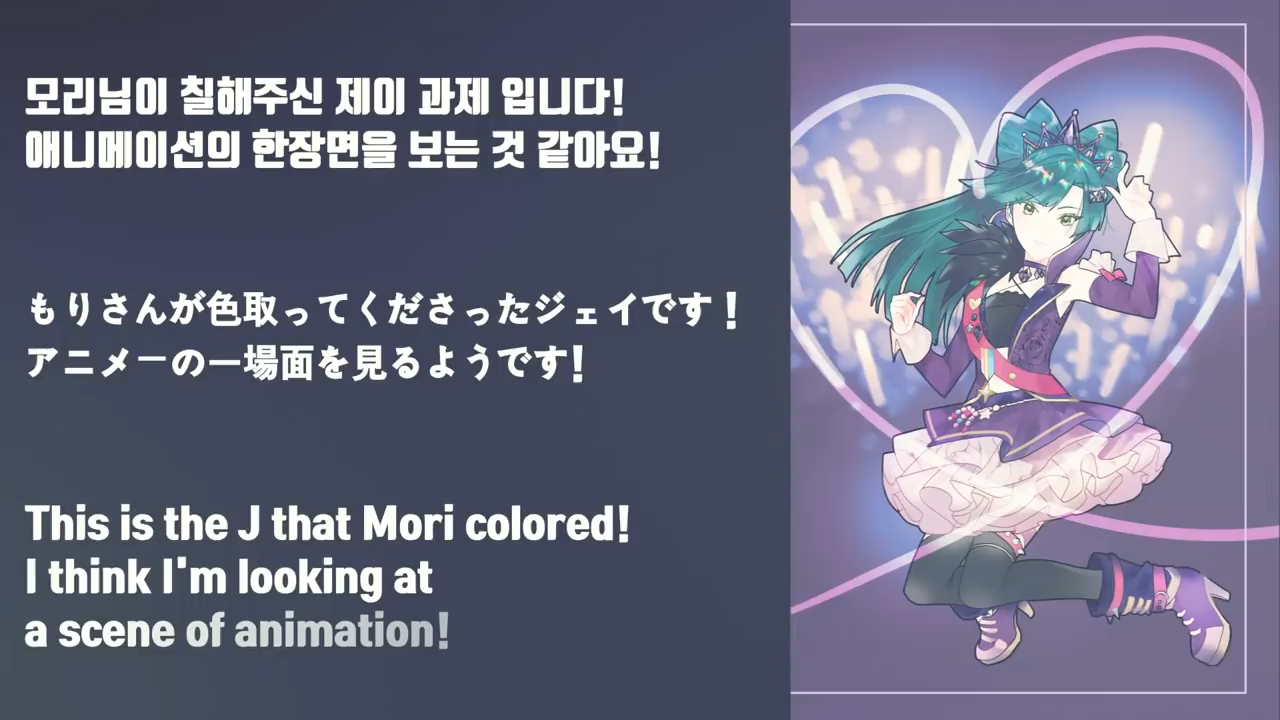 모리님이 칠해주신 제이 과제 입니다!
애니메이션의 한장면을 보는 것 같아요!
もりさんが色取ってくださったジェイです！
アニメーの一場面を見るようです!
This is the J that Mori colored!
I think I'm looking at
a scene of animation!